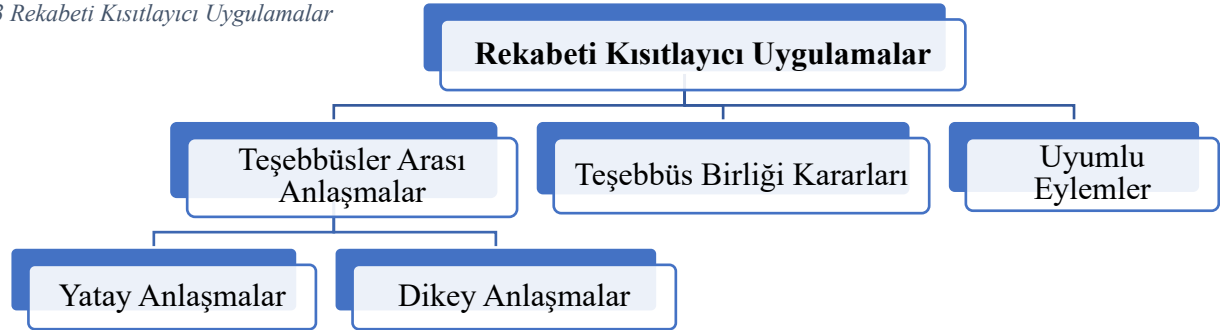 3 Rekabeti Kısıtlayıcı Uygulamalar
Rekabeti Kısıtlayıcı Uygulamalar
Teşebbüsler Arası
Anlaşmalar
Teşebbüs Birliği Kararları
Uyumlu
Eylemler
Yatay Anlaşmalar
Dikey Anlaşmalar